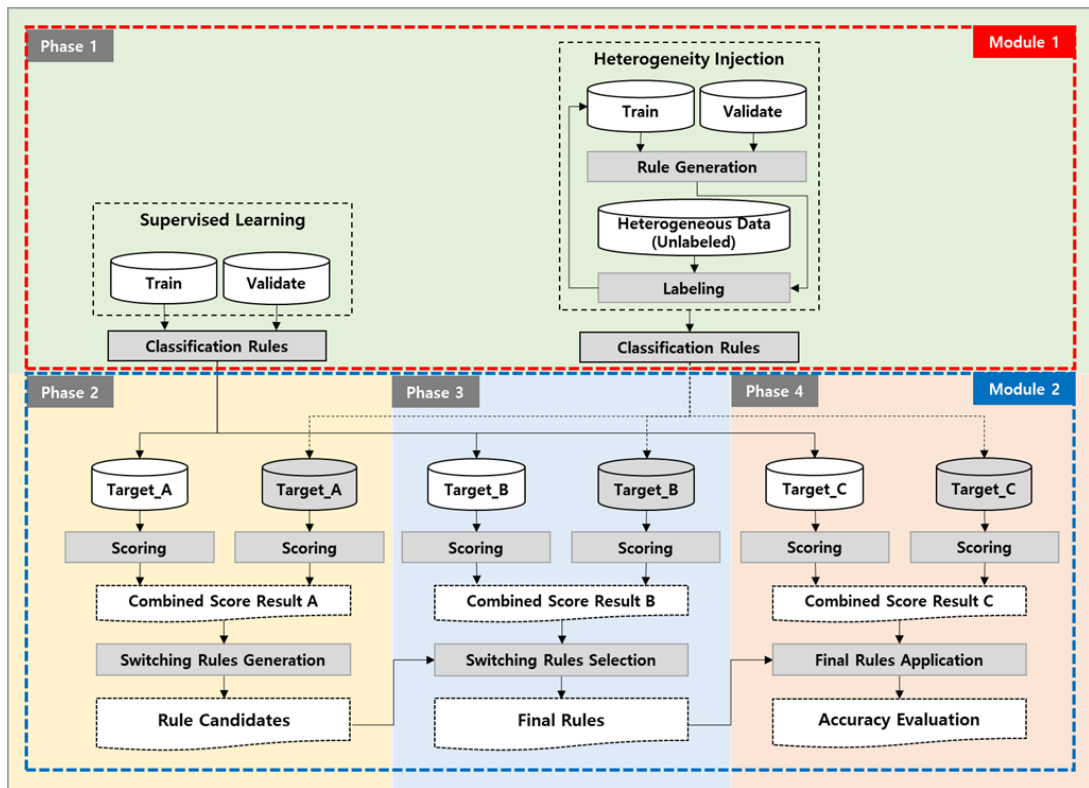 Phase 1
Module 1
Heterogeneity Injection
Train
Validate
Rule Generation
Heterogeneous Data
(Unlabeled)
Labeling
Classification Rules
Supervised Learning
Train
Validate
Classification Rules
Phase 2
Phase 3
Phase 4
Module 2
Target_A
Target_A
Target_B
Target_B
Target_C
Target_C
Scoring
Scoring
Scoring
Scoring
Scoring
Scoring
Combined Score Result A
Combined Score Result B
Combined Score Result C
Switching Rules Generation
Switching Rules Selection
Final Rules Application
Rule Candidates
Final Rules
Accuracy Evaluation